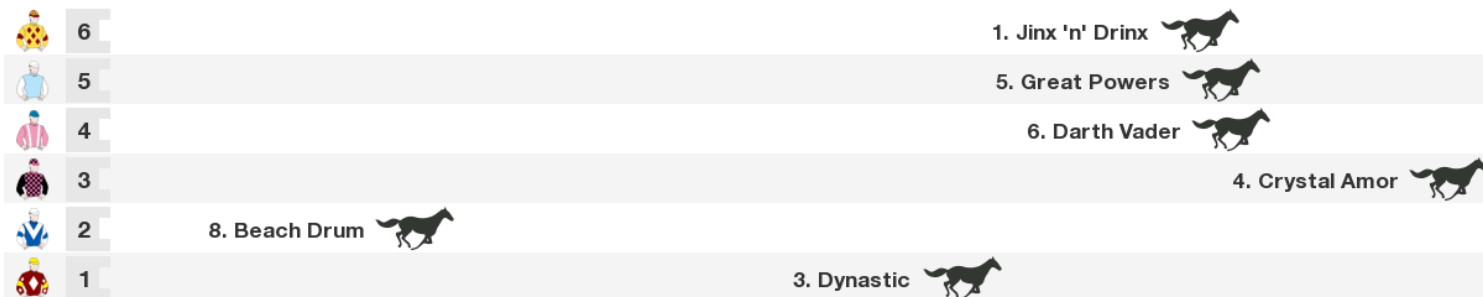 6 1. Jinx 'n' Drinx
5 5. Great Powers
4 6. Darth Vader
3 4. Crystal Amor
2 8. Beach Drum
1 3. Dynastic